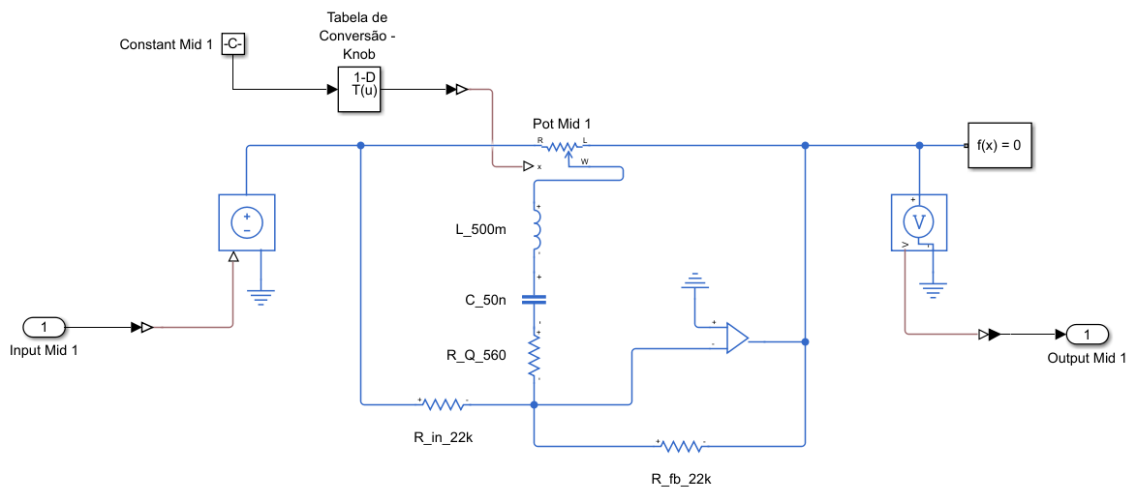 Tabela de
Conversão -
Knob
Constant Mid 1
-C-
1-D
T(u)
Pot Mid 1
R
L
x
W
f(x) = 0
+
-
+
L_500m
-
+
C_50n
-
+
R_Q_560
-
+
-
+
V
-
V
1
Input Mid 1
1
Output Mid 1
+
-
R_in_22k
+
-
R_fb_22k